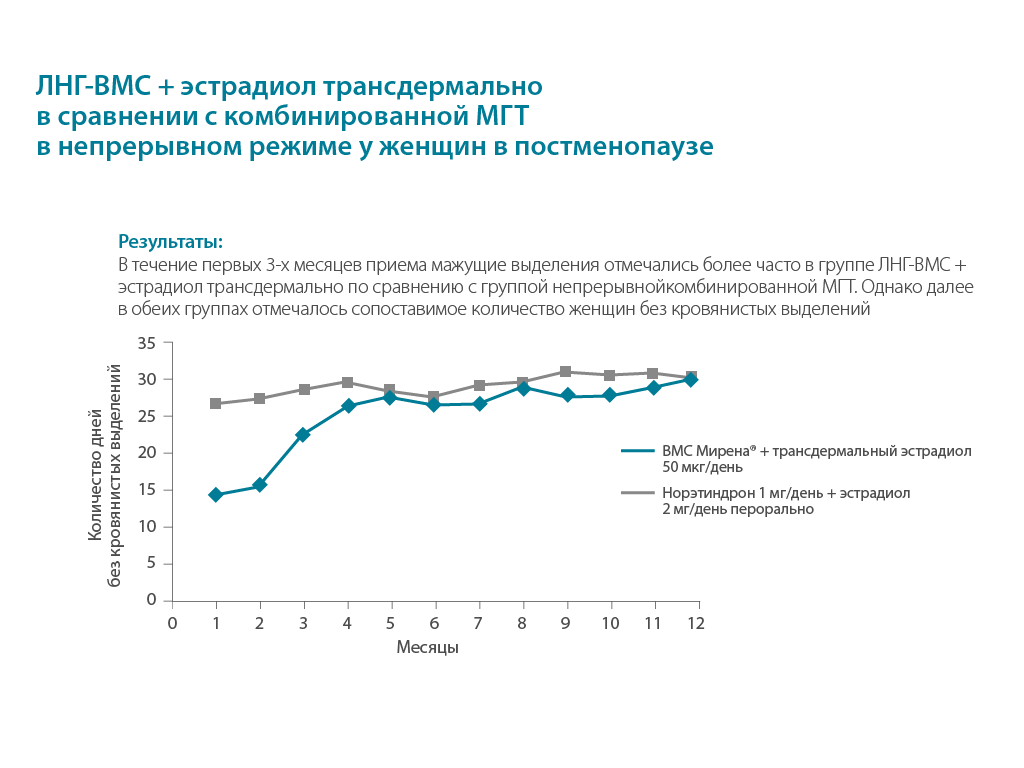 ЛНГ-ВМС + эстрадиол трансдермально
в сравнении с комбинированной МГТ
в непрерывном режиме у женщин в постменопаузе
Результаты:
В течение первых 3-х месяцев приема мажущие выделения отмечались более часто в группе ЛНГ-ВМС +
эстрадиол трансдермально по сравнению с группой непрерывнойкомбинированной МГТ. Однако далее
в обеих группах отмечалось сопоставимое количество женщин без кровянистых выделений
Количество дней
без кровянистых выделений
35
30
25
20
15
10
5
0
0 1 2 3 4 5 6 7 8 9 10 11 12
Месяцы
ВМС Мирена® + трансдермальный эстрадиол
50 мкг/день
Норэтиндрон 1 мг/день + эстрадиол
2 мг/день перорально